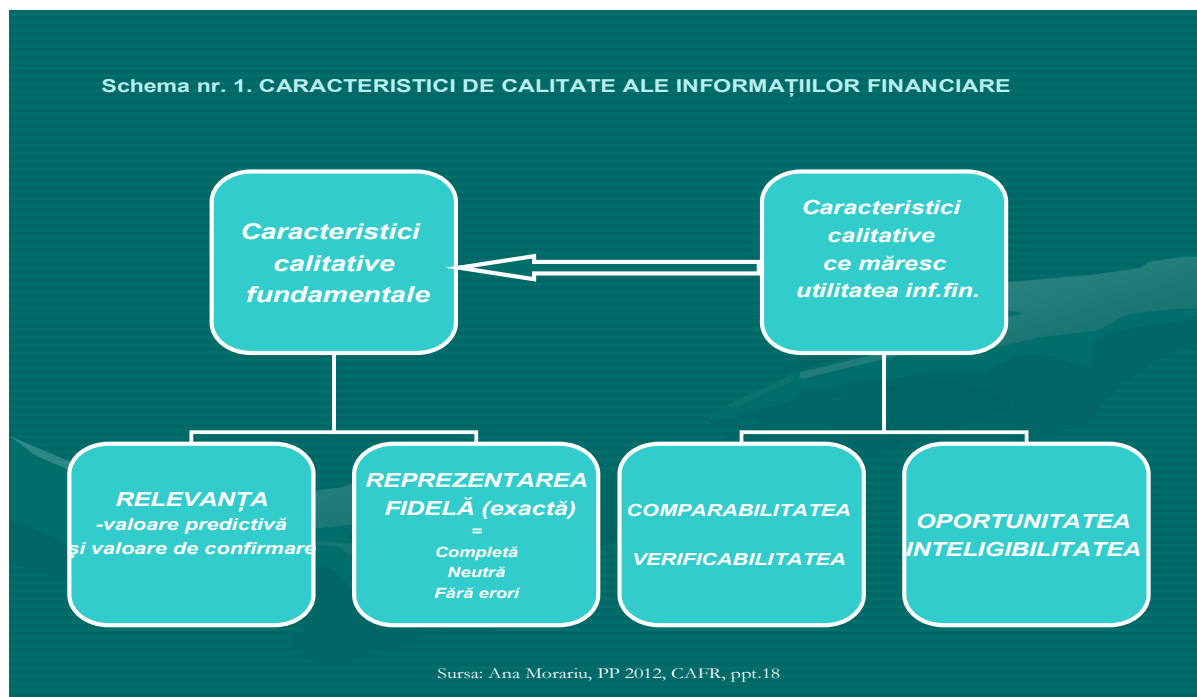 Schema nr. 1. CARACTERISTICI DE CALITATE ALE INFORMAȚIILOR FINANCIARE
Caracteristici
calitative
fundamentale
Caracteristici
calitative
ce măresc
utilitatea inf.fin.
RELEVANȚA
-valoare predictivă
și valoare de confirmare
REPREZENTAREA
FIDELĂ (exactă)
=
Completă
Neutră
Fără erori
COMPARABILITATEA
VERIFICABILITATEA
OPORTUNITATEA
INTELIGIBILITATEA
Sursa: Ana Morariu, PP 2012, CAFR, ppt.18